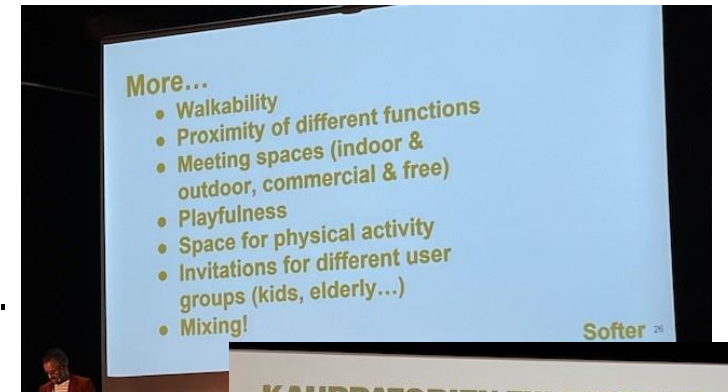 More...
● Walkability
● Proximity of different functions
● Meeting spaces (indoor &
outdoor, commercial & free)
● Playfulness
● Space for physical activity
● Invitations for different user
groups (kids, elderly...)
● Mixing!
Softer 26